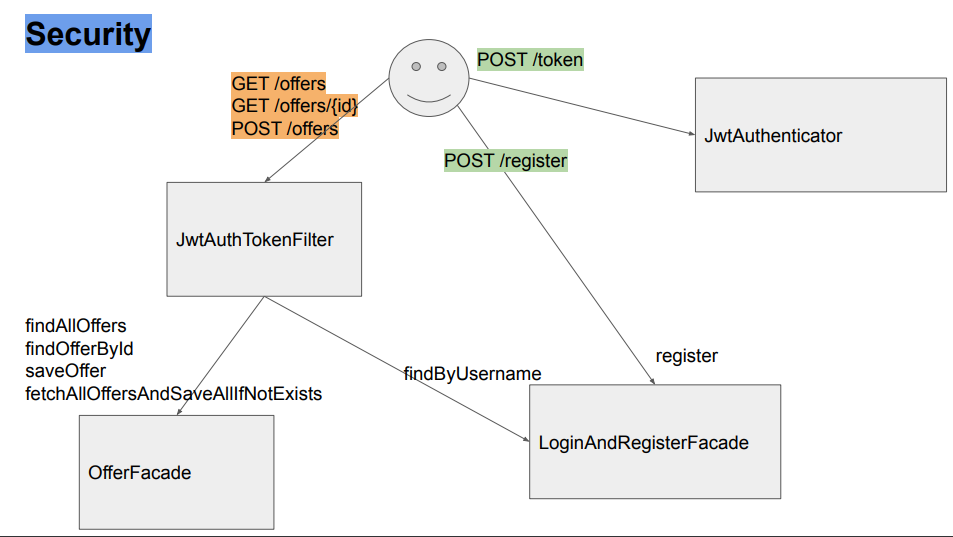 Security
POST /token
GET /offers
GET /offers/{id}
POST /offers
JwtAuthenticator
POST /register
JwtAuthTokenFilter
findAllOffers
findOfferById
saveOffer
fetchAllOffersAndSaveAllIfNotExists
register
findByUsername
LoginAndRegisterFacade
OfferFacade